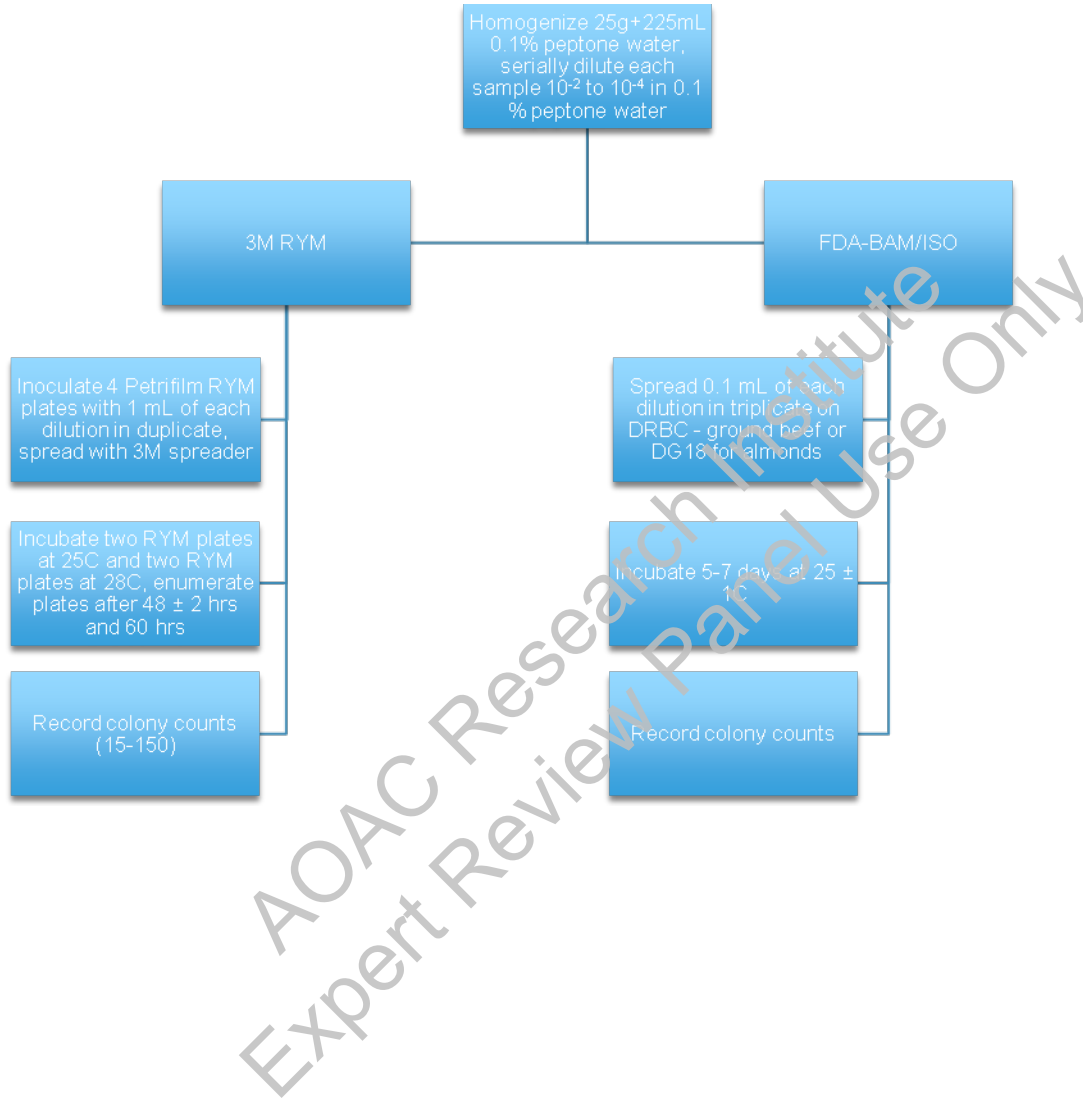 Homogenize 25g+225mL
0.1% peptone water,
serially dilute each
sample 10⁻² to 10⁻⁴ in 0.1
% peptone water
3M RYM
FDA-BAM/ISO
Inoculate 4 Petrifilm RYM
plates with 1 mL of each
dilution in duplicate,
spread with 3M spreader
Spread 0.1 mL of each
dilution in triplicate on
DRBC - ground beef or
DG18 for almonds
Incubate two RYM plates
at 25C and two RYM
plates at 28C, enumerate
plates after 48 ± 2 hrs
and 60 hrs
Incubate 5-7 days at 25 ±
1C
Record colony counts
(15-150)
Record colony counts
AOAC Research Institute
Expert Review Panel Use Only